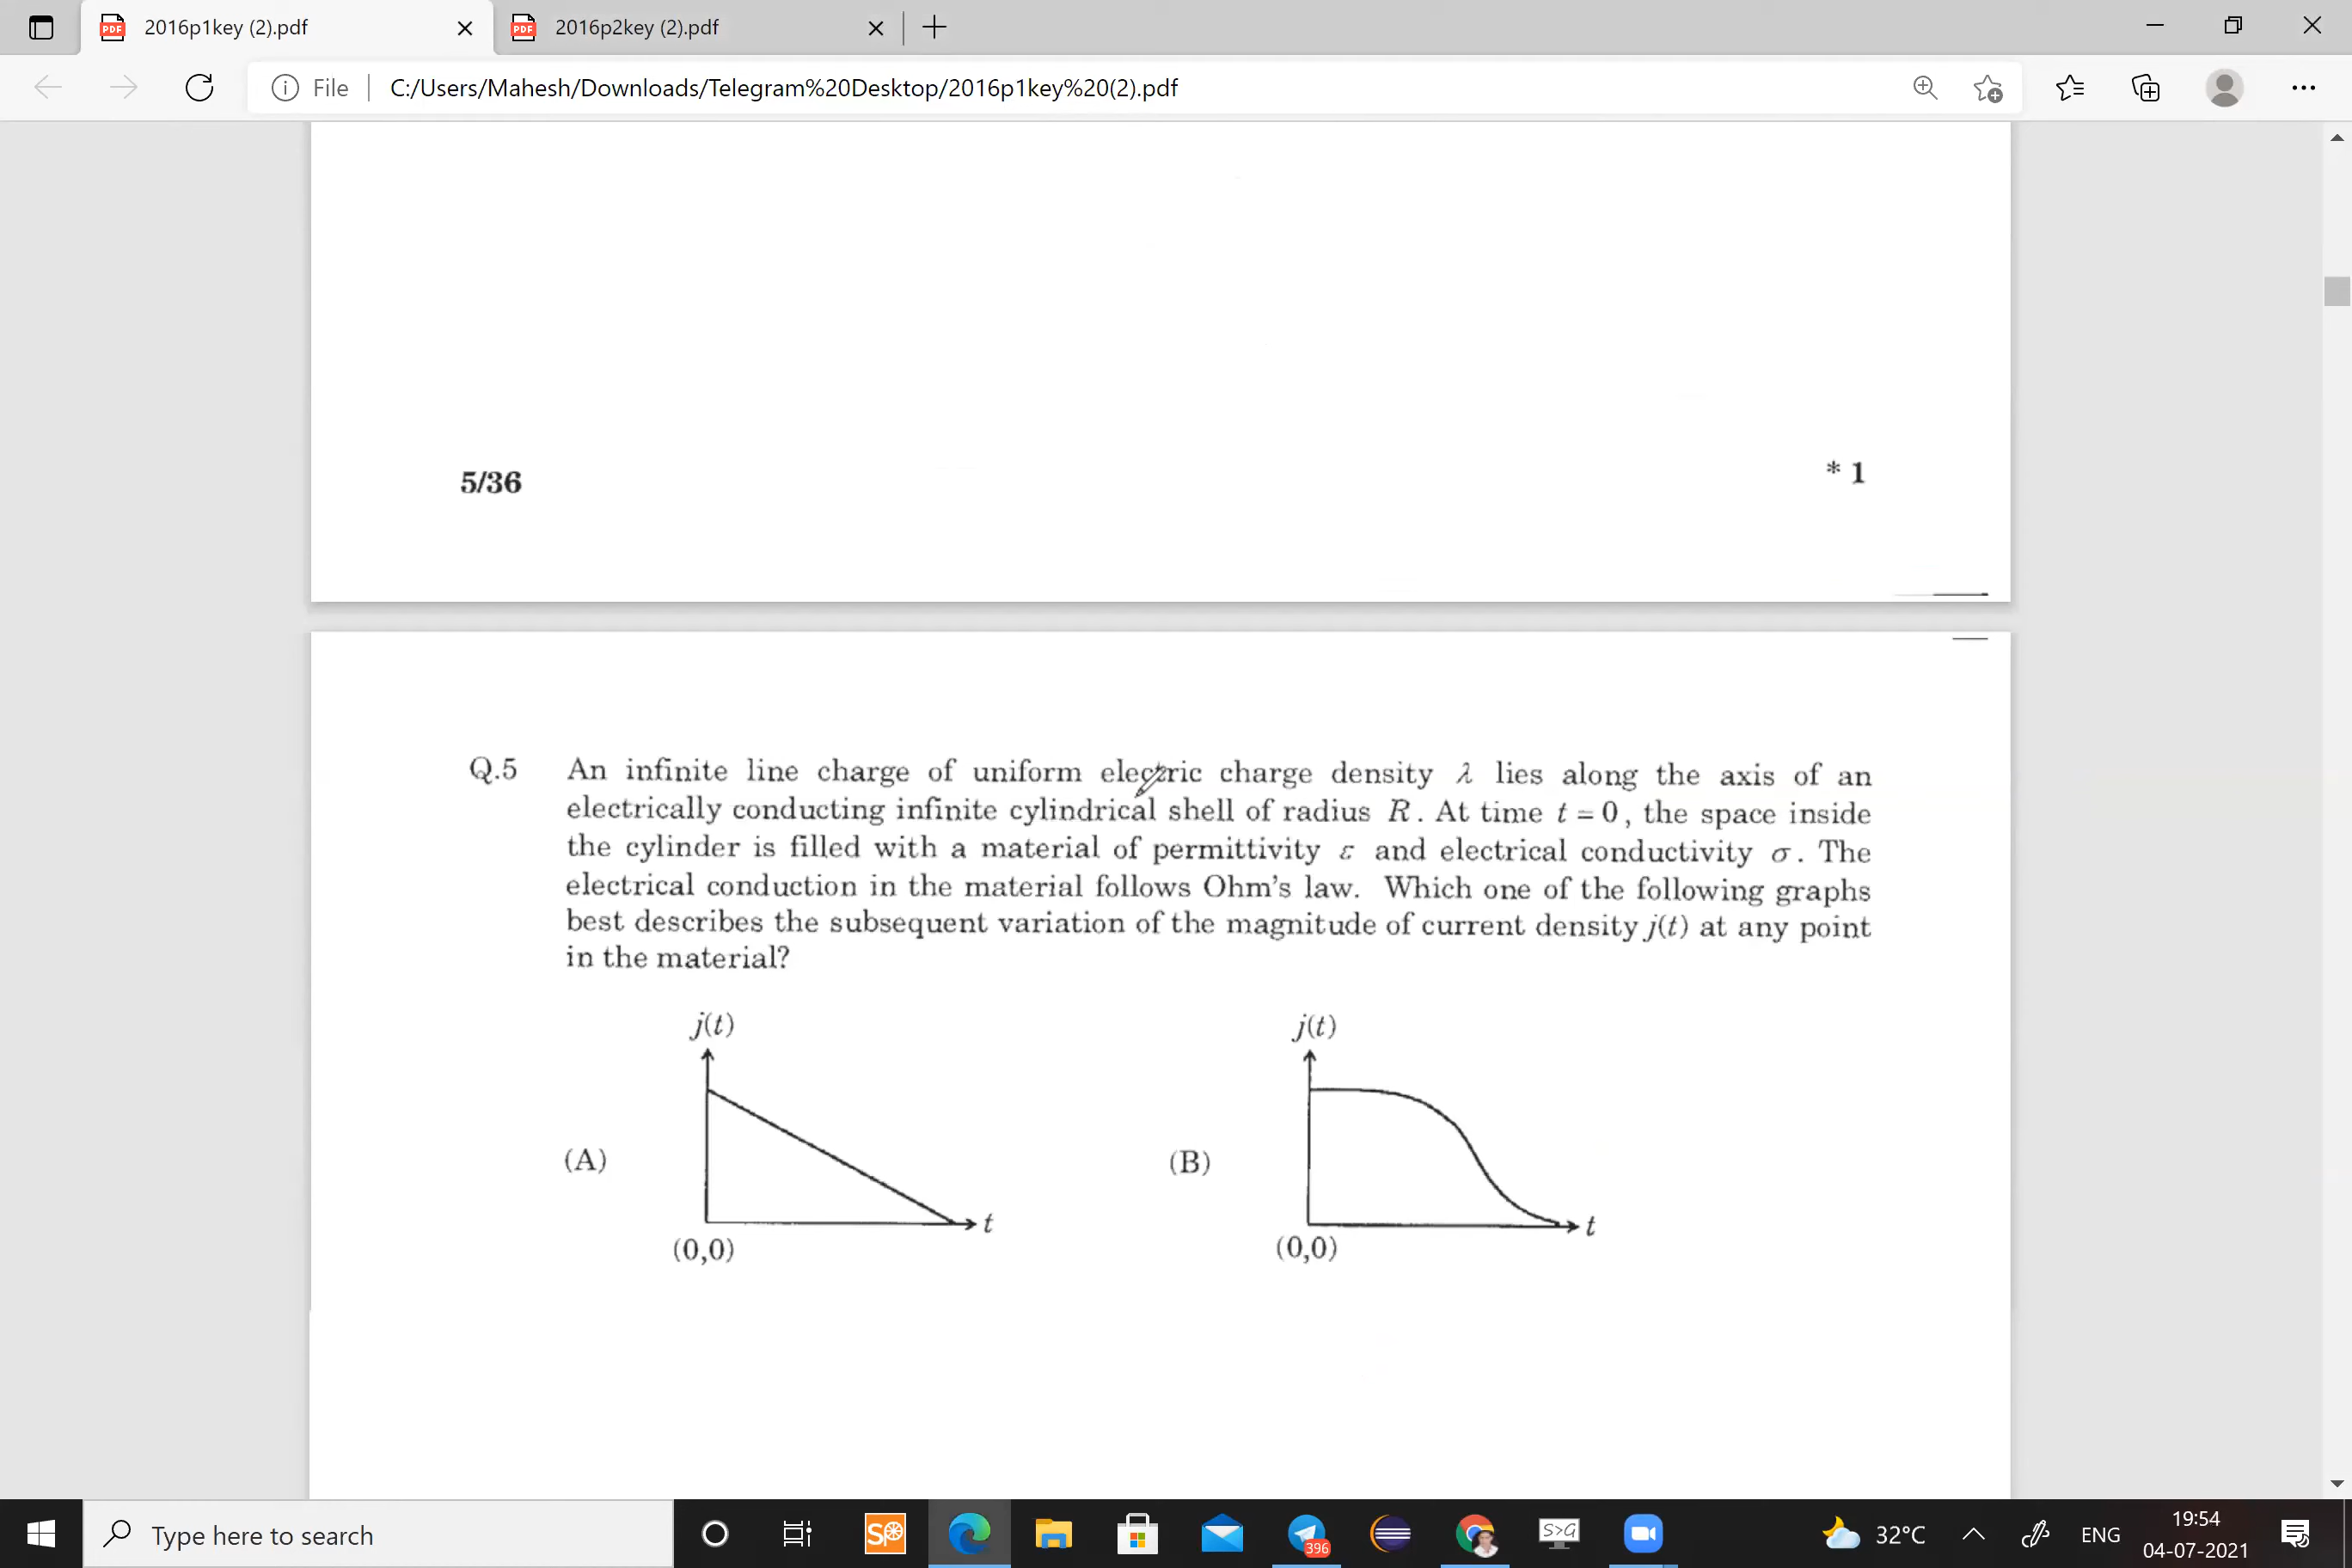 2016p1key (2).pdf
2016p2key (2).pdf
File
C:/Users/Mahesh/Downloads/Telegram%20Desktop/2016p1key%20(2).pdf
5/36
* 1
Q.5 An infinite line charge of uniform electric charge density λ lies along the axis of an
electrically conducting infinite cylindrical shell of radius R. At time t = 0, the space inside
the cylinder is filled with a material of permittivity ε and electrical conductivity σ. The
electrical conduction in the material follows Ohm's law. Which one of the following graphs
best describes the subsequent variation of the magnitude of current density j(t) at any point
in the material?
j(t)
j(t)
(A)
(B)
t
t
(0,0)
(0,0)
Type here to search
SP
396
S>G
32°C
ENG
19:54
04-07-2021